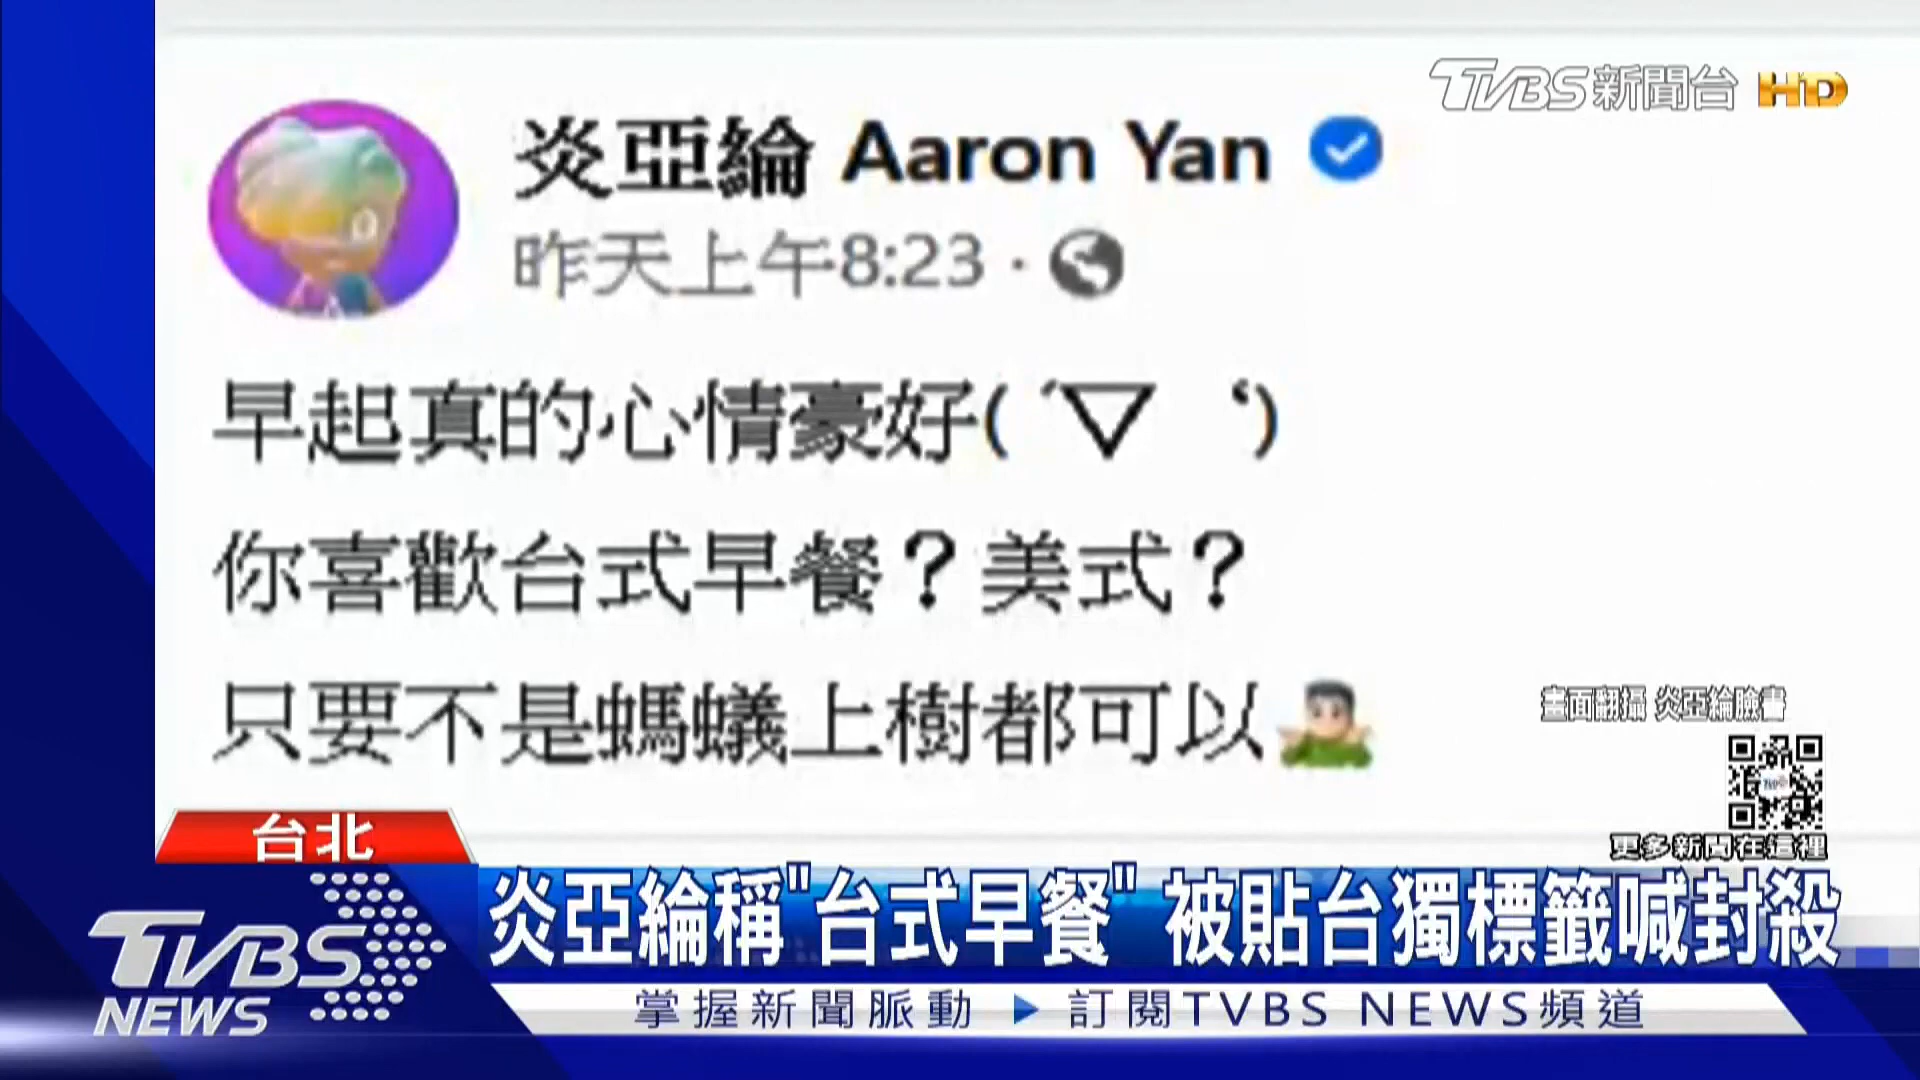 TVBS新聞台 HD
炎亞綸 Aaron Yan
昨天上午8:23 ·
早起真的心情豪好( ´▽ ‘)
你喜歡台式早餐？美式？
只要不是螞蟻上樹都可以
畫面翻攝 炎亞綸臉書
更多新聞在這裡
台北
炎亞綸稱"台式早餐" 被貼台獨標籤喊封殺
TVBS
NEWS
掌握新聞脈動 ▶ 訂閱TVBS NEWS頻道